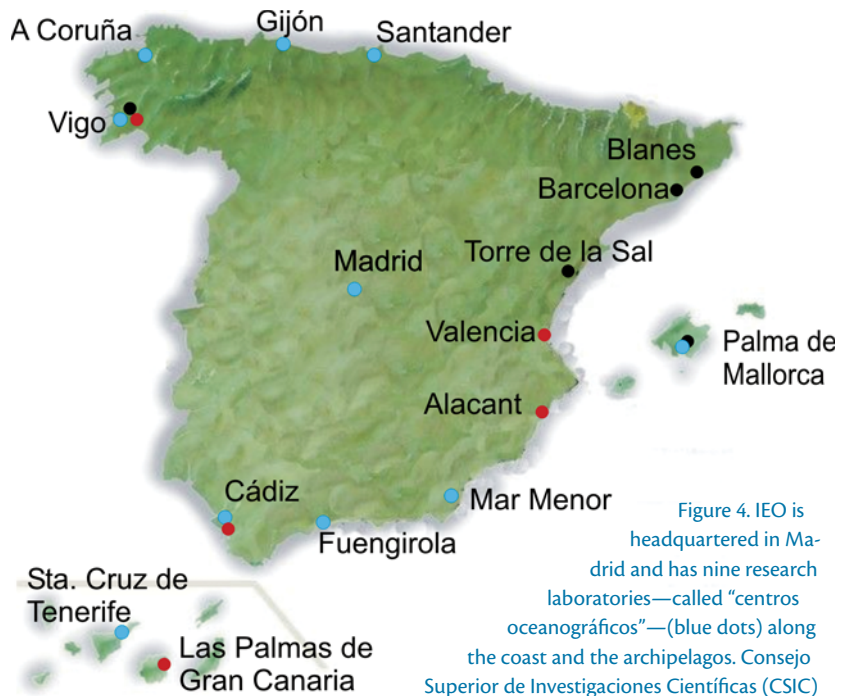 A Coruña
Gijón
Santander
Vigo
Blanes
Barcelona
Torre de la Sal
Madrid
Valencia
Palma de
Mallorca
Alacant
Cádiz
Mar Menor
Fuengirola
Sta. Cruz de
Tenerife
Las Palmas de
Gran Canaria
Figure 4. IEO is
headquartered in Ma-
drid and has nine research
laboratories—called “centros
oceanográficos”—(blue dots) along
the coast and the archipelagos. Consejo
Superior de Investigaciones Científicas (CSIC)